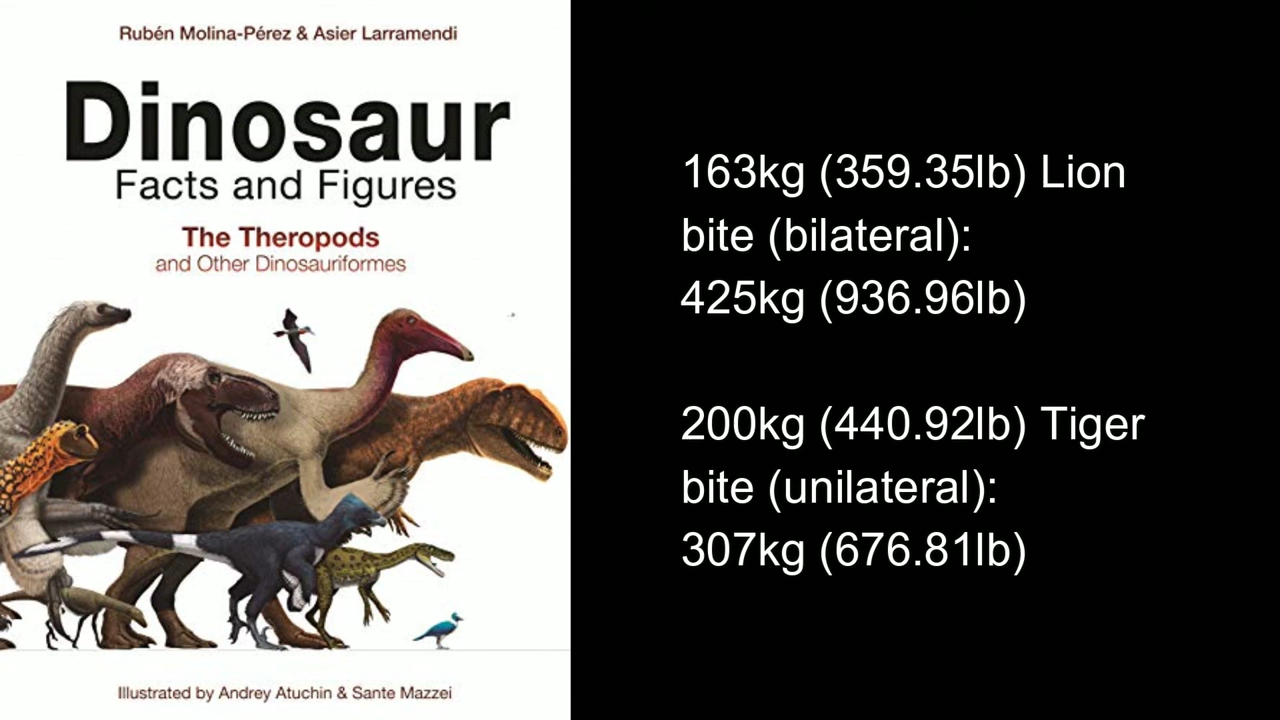 Rubén Molina-Pérez & Asier Larramendi
Dinosaur
Facts and Figures
The Theropods
and Other Dinosauriformes
Illustrated by Andrey Atuchin & Sante Mazzei
163kg (359.35lb) Lion
bite (bilateral):
425kg (936.96lb)
200kg (440.92lb) Tiger
bite (unilateral):
307kg (676.81lb)